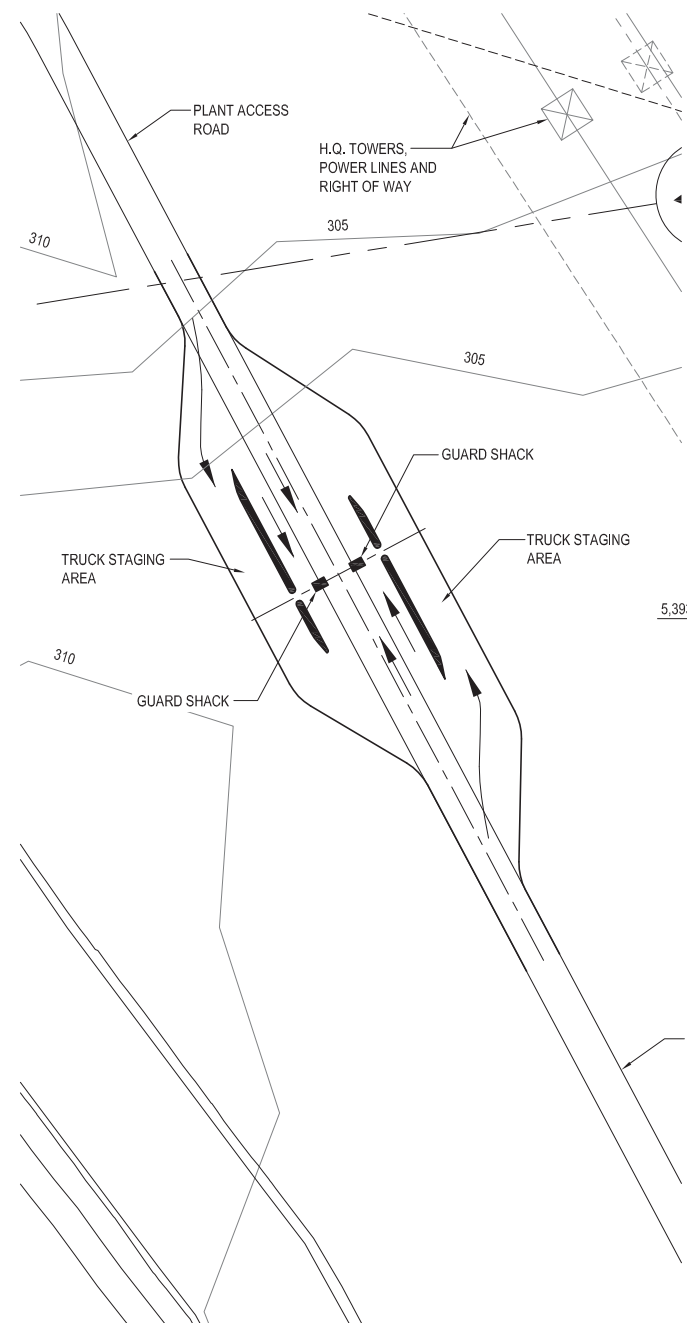 PLANT ACCESS
ROAD
H.Q. TOWERS,
POWER LINES AND
RIGHT OF WAY
310
305
305
GUARD SHACK
TRUCK STAGING
AREA
TRUCK STAGING
AREA
310
GUARD SHACK